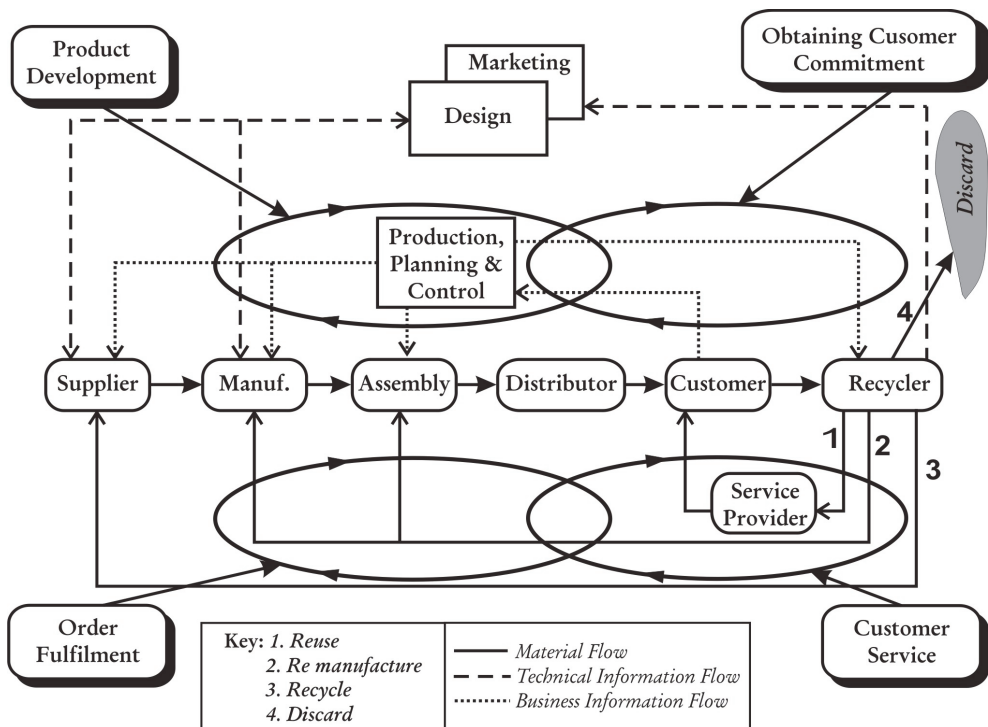 Product
Development
Marketing
Design
Obtaining Cusomer
Commitment
Discard
Production,
Planning &
Control
4
Supplier
Manuf.
Assembly
Distributor
Customer
Recycler
1
2
3
Service
Provider
Order
Fulfilment
Customer
Service
Key: 1. Reuse
2. Re manufacture
3. Recycle
4. Discard
Material Flow
Technical Information Flow
Business Information Flow